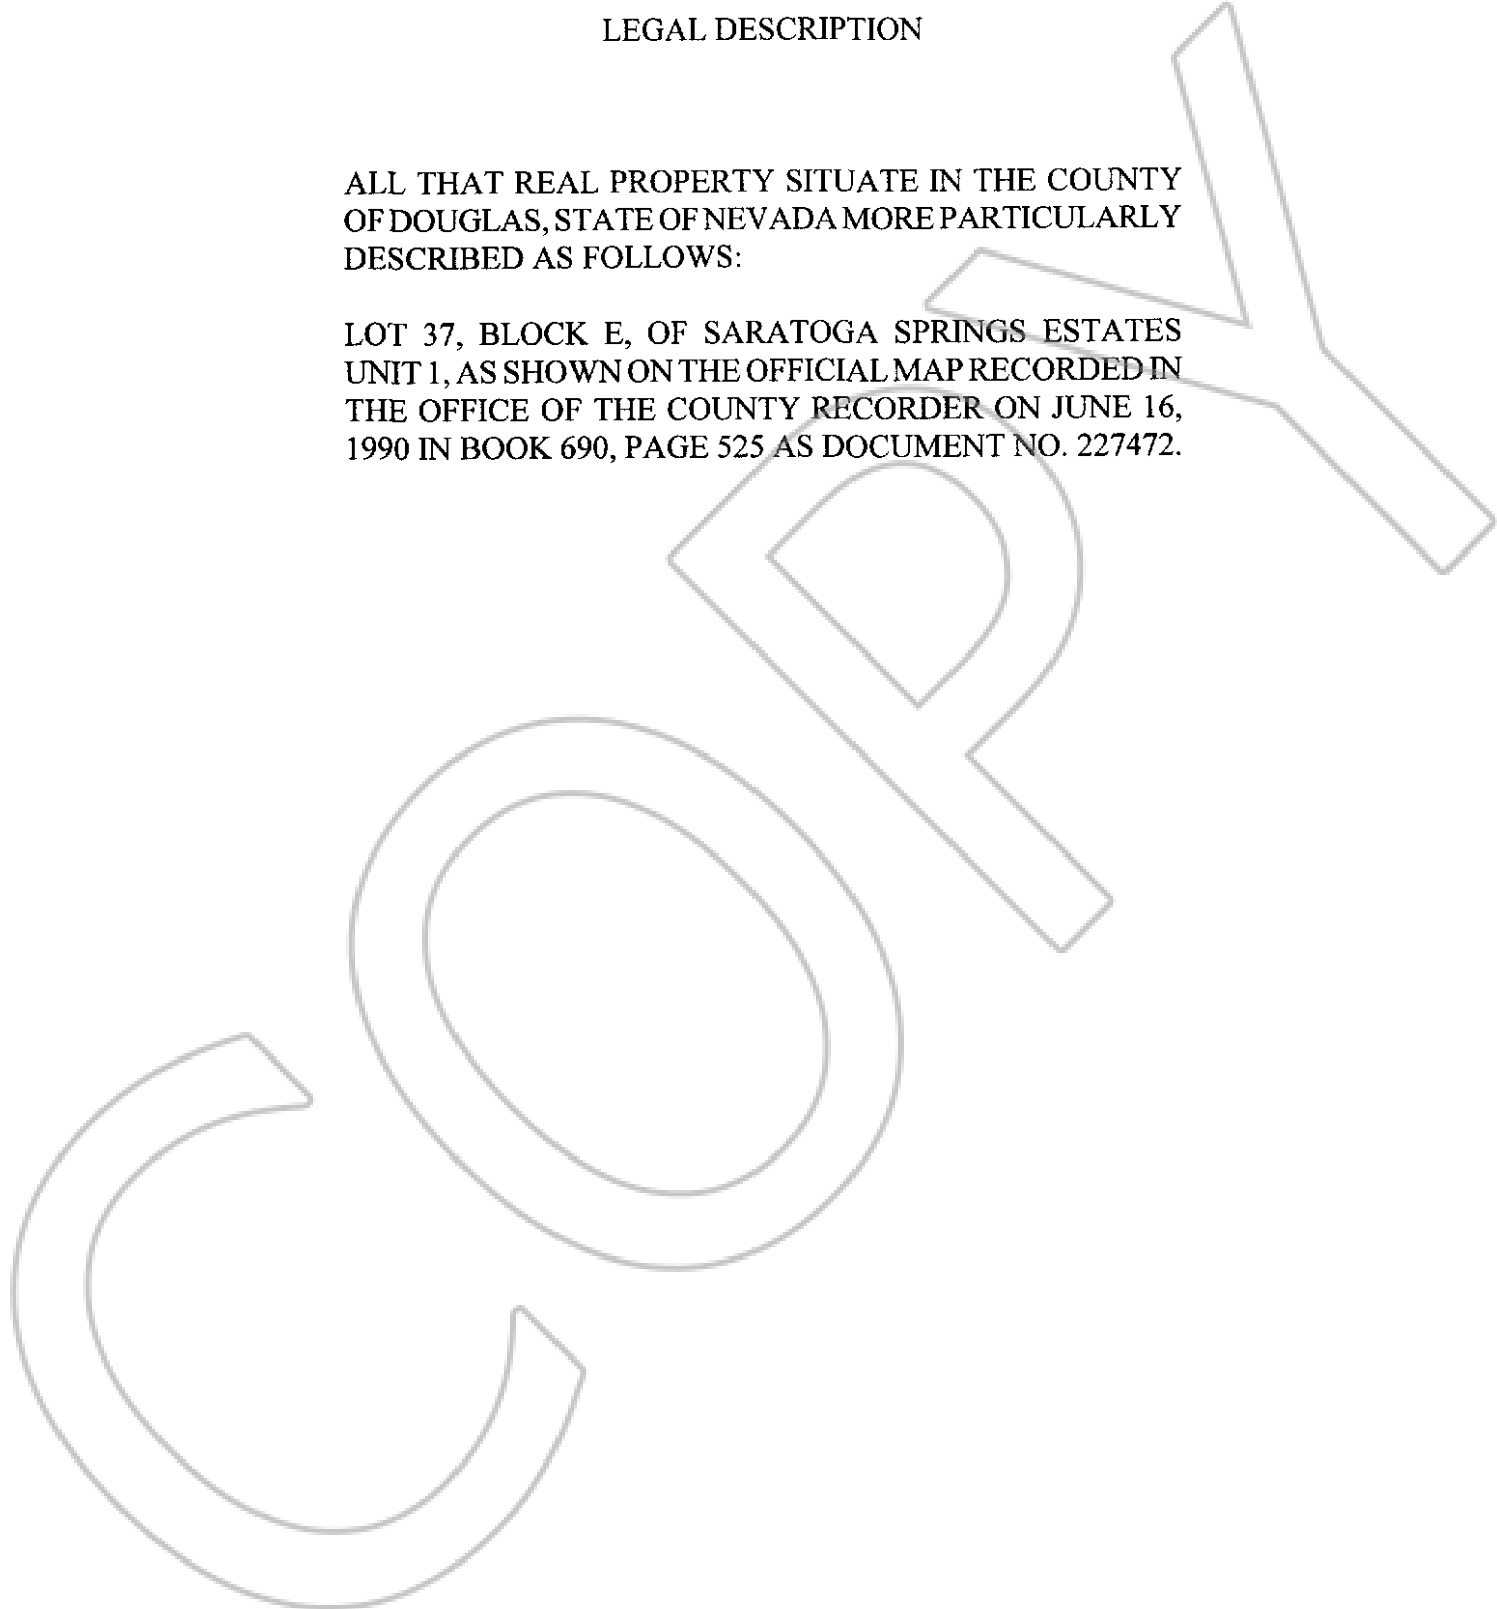 LEGAL DESCRIPTION
ALL THAT REAL PROPERTY SITUATE IN THE COUNTY
OF DOUGLAS, STATE OF NEVADA MORE PARTICULARLY
DESCRIBED AS FOLLOWS:
LOT 37, BLOCK E, OF SARATOGA SPRINGS ESTATES
UNIT 1, AS SHOWN ON THE OFFICIAL MAP RECORDED IN
THE OFFICE OF THE COUNTY RECORDER ON JUNE 16,
1990 IN BOOK 690, PAGE 525 AS DOCUMENT NO. 227472.
COPY